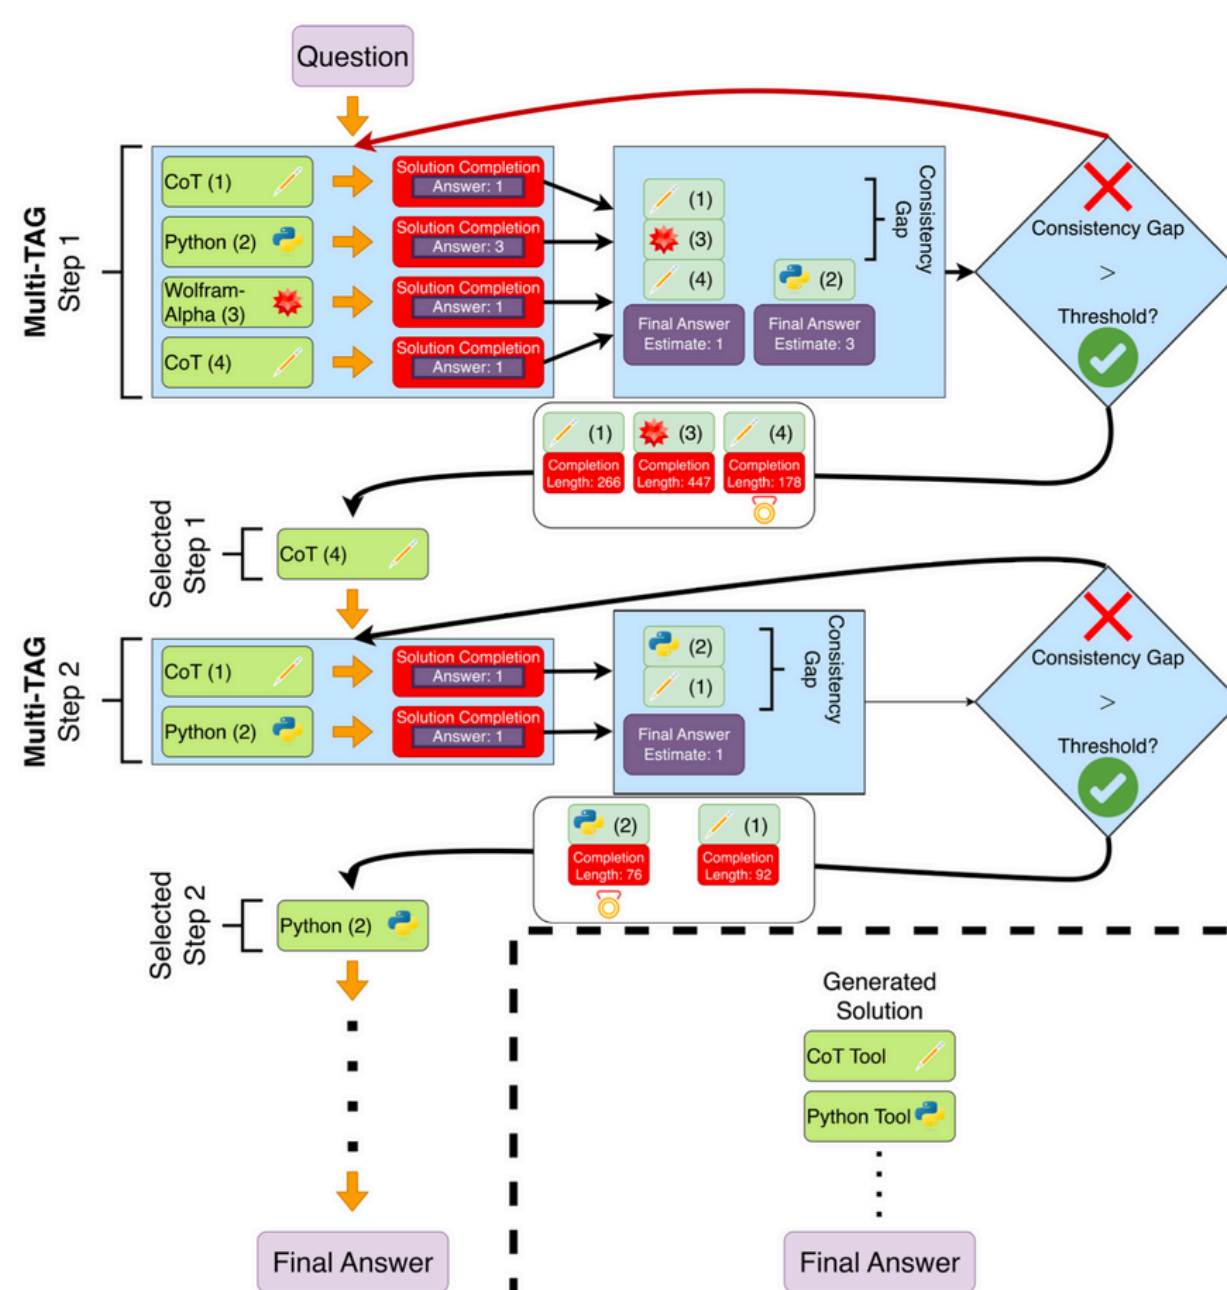 Question
Multi-TAG
Step 1
CoT (1)
Solution Completion
Answer: 1
Python (2)
Solution Completion
Answer: 3
Wolfram-
Alpha (3)
Solution Completion
Answer: 1
CoT (4)
Solution Completion
Answer: 1
(1)
(3)
(4)
(2)
Final Answer
Estimate: 1
Final Answer
Estimate: 3
Consistency
Gap
Consistency Gap
>
Threshold?
(1)
Completion
Length: 266
(3)
Completion
Length: 447
(4)
Completion
Length: 178
Selected
Step 1
CoT (4)
Multi-TAG
Step 2
CoT (1)
Solution Completion
Answer: 1
Python (2)
Solution Completion
Answer: 1
(2)
(1)
Final Answer
Estimate: 1
Consistency
Gap
Consistency Gap
>
Threshold?
(2)
Completion
Length: 76
(1)
Completion
Length: 92
Selected
Step 2
Python (2)
Final Answer
Generated
Solution
CoT Tool
Python Tool
Final Answer